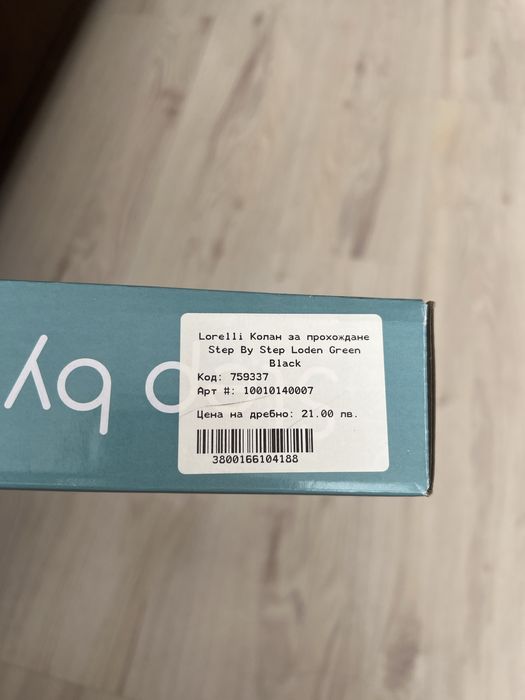 Lorelli Колан за прохождане
Step By Step Loden Green
Black
Код: 759337
Арт #: 10010140007
Цена на дребно: 21.00 лв.
3800166104188
by